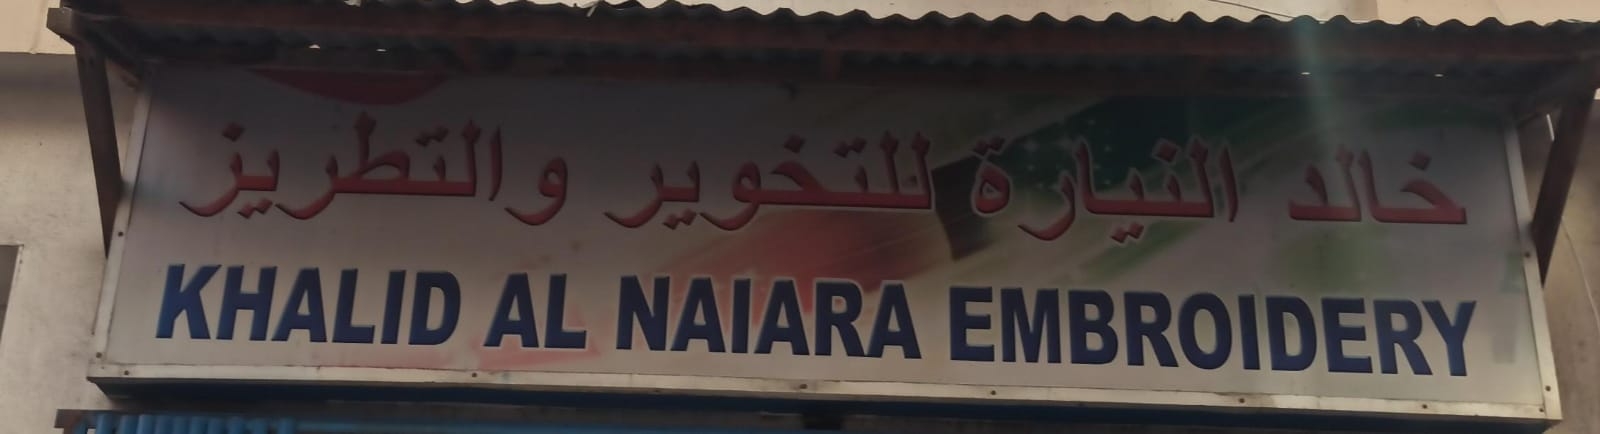 خالد النيارة للتخوير والتطريز
KHALID AL NAIARA EMBROIDERY